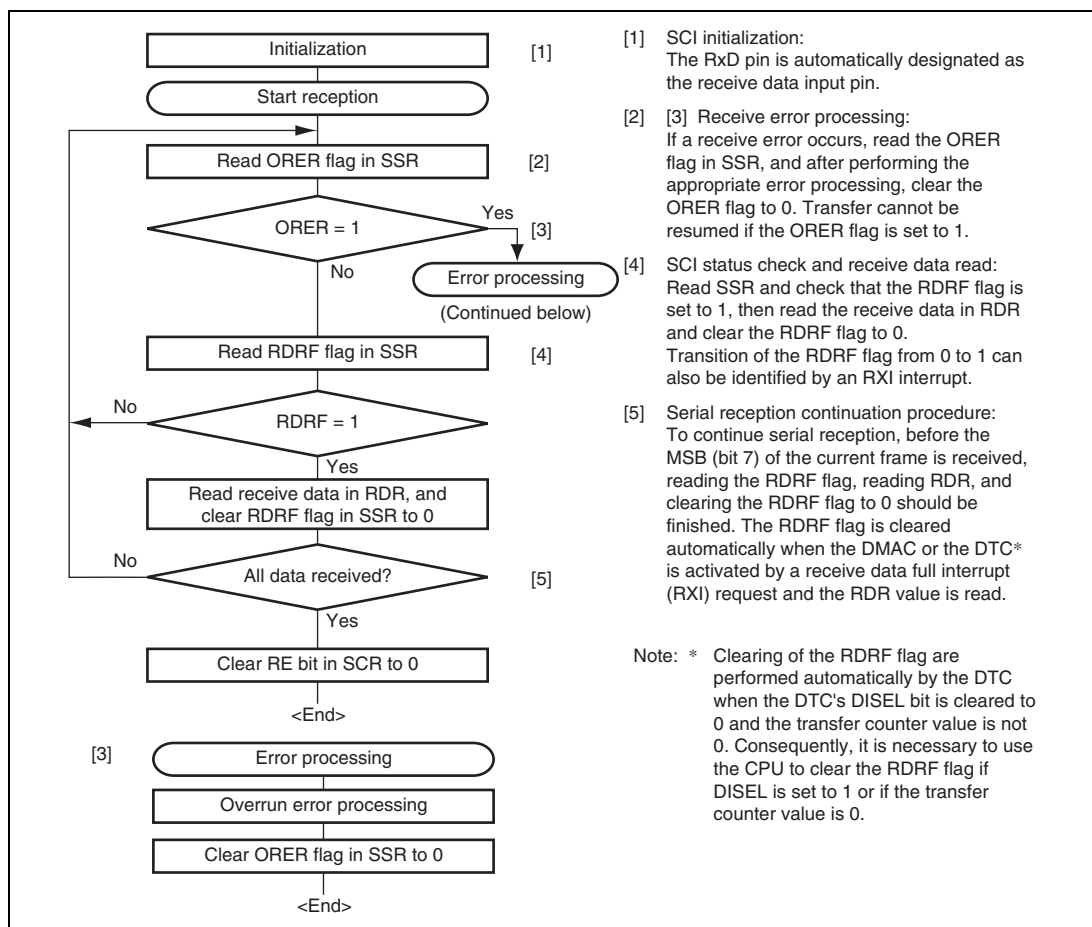 Initialization
[1]
Start reception
Read ORER flag in SSR
[2]
ORER = 1
Yes
[3]
No
Error processing
(Continued below)
Read RDRF flag in SSR
[4]
No
RDRF = 1
Yes
Read receive data in RDR, and
clear RDRF flag in SSR to 0
No
All data received?
[5]
Yes
Clear RE bit in SCR to 0
<End>
[3]
Error processing
Overrun error processing
Clear ORER flag in SSR to 0
<End>
[1] SCI initialization:
The RxD pin is automatically designated as
the receive data input pin.
[2] [3] Receive error processing:
If a receive error occurs, read the ORER
flag in SSR, and after performing the
appropriate error processing, clear the
ORER flag to 0. Transfer cannot be
resumed if the ORER flag is set to 1.
[4] SCI status check and receive data read:
Read SSR and check that the RDRF flag is
set to 1, then read the receive data in RDR
and clear the RDRF flag to 0.
Transition of the RDRF flag from 0 to 1 can
also be identified by an RXI interrupt.
[5] Serial reception continuation procedure:
To continue serial reception, before the
MSB (bit 7) of the current frame is received,
reading the RDRF flag, reading RDR, and
clearing the RDRF flag to 0 should be
finished. The RDRF flag is cleared
automatically when the DMAC or the DTC*
is activated by a receive data full interrupt
(RXI) request and the RDR value is read.
Note: * Clearing of the RDRF flag are
performed automatically by the DTC
when the DTC's DISEL bit is cleared to
0 and the transfer counter value is not
0. Consequently, it is necessary to use
the CPU to clear the RDRF flag if
DISEL is set to 1 or if the transfer
counter value is 0.